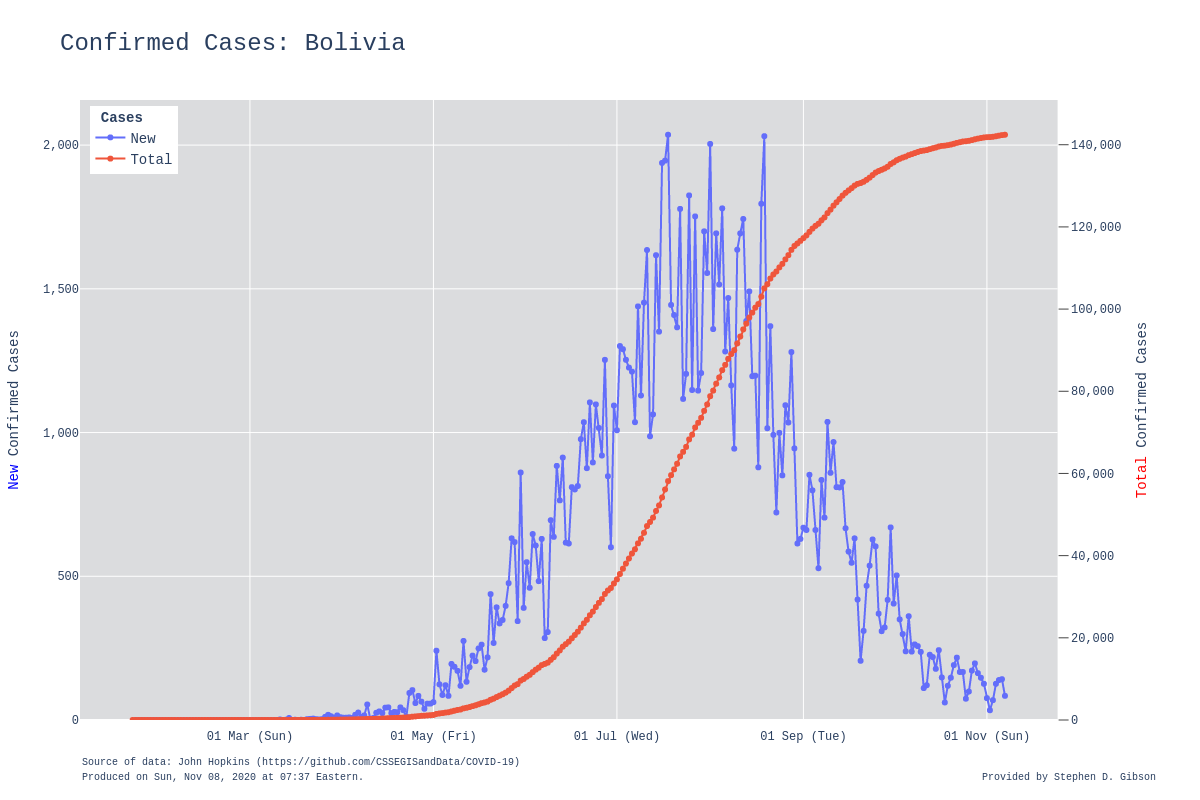 Confirmed Cases: Bolivia
Cases
New
Total
2,000
1,500
1,000
500
0
New Confirmed Cases
140,000
120,000
100,000
80,000
60,000
40,000
20,000
0
Total Confirmed Cases
01 Mar (Sun)
01 May (Fri)
01 Jul (Wed)
01 Sep (Tue)
01 Nov (Sun)
Source of data: John Hopkins (https://github.com/CSSEGISandData/COVID-19)
Produced on Sun, Nov 08, 2020 at 07:37 Eastern.
Provided by Stephen D. Gibson